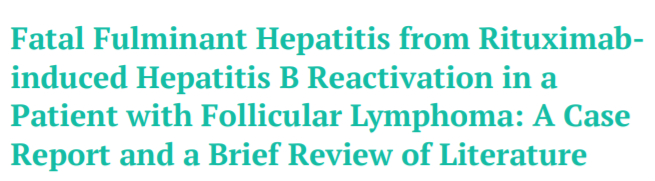 Fatal Fulminant Hepatitis from Rituximab-
induced Hepatitis B Reactivation in a
Patient with Follicular Lymphoma: A Case
Report and a Brief Review of Literature